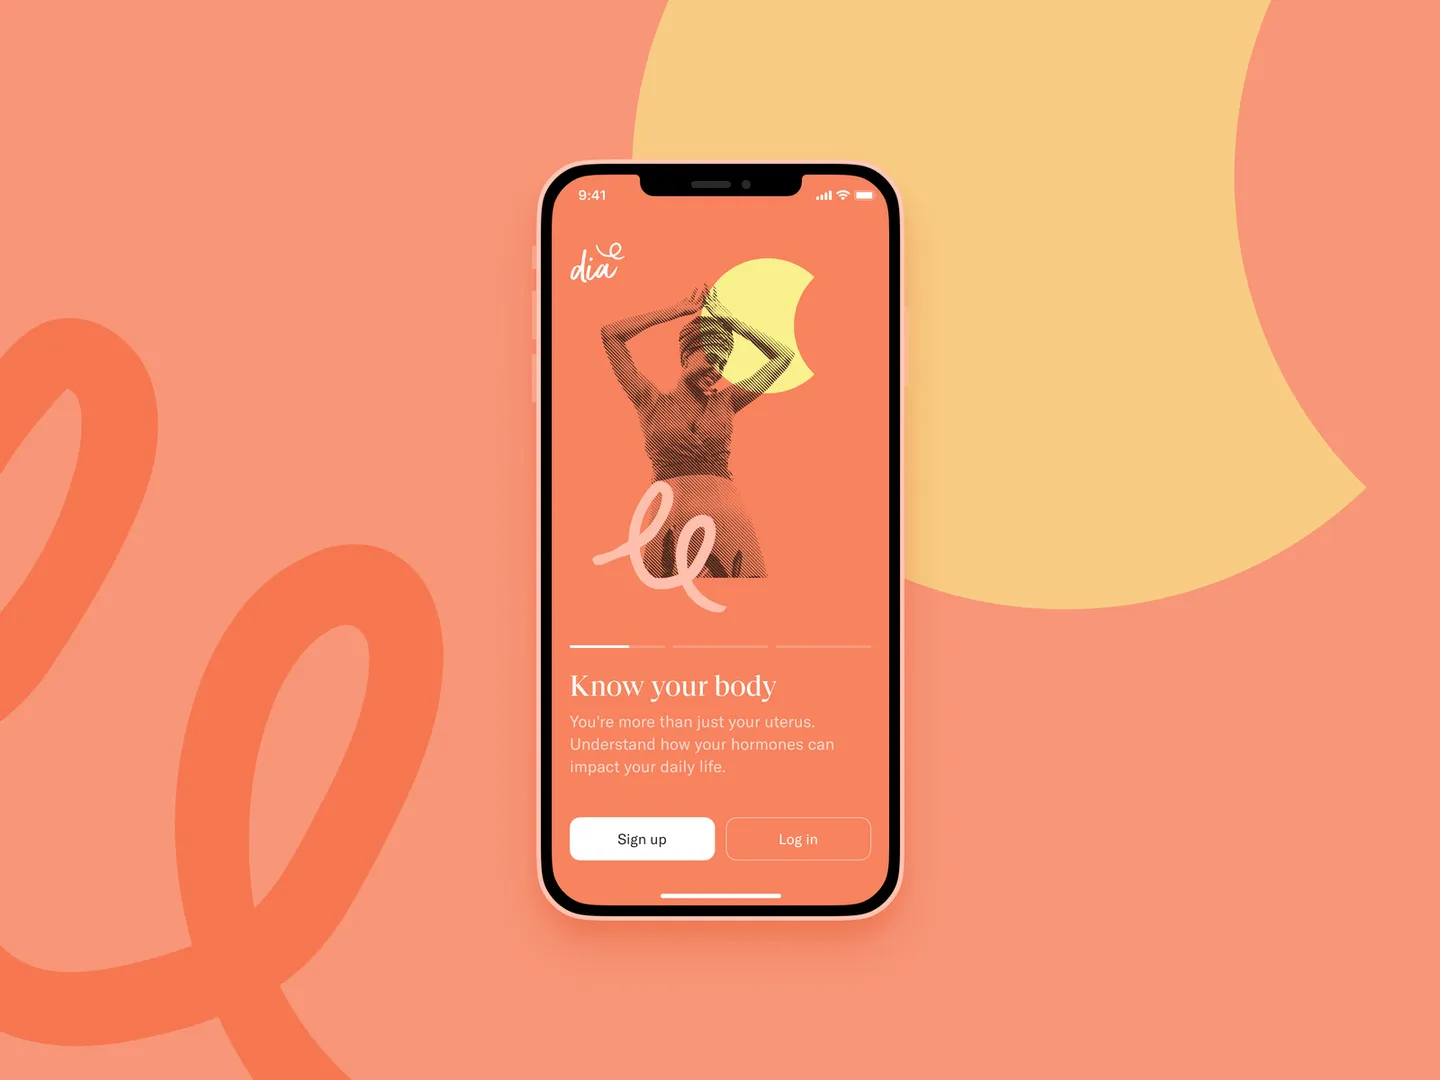 9:41
dia
Know your body
You're more than just your uterus.
Understand how your hormones can
impact your daily life.
Sign up
Log in